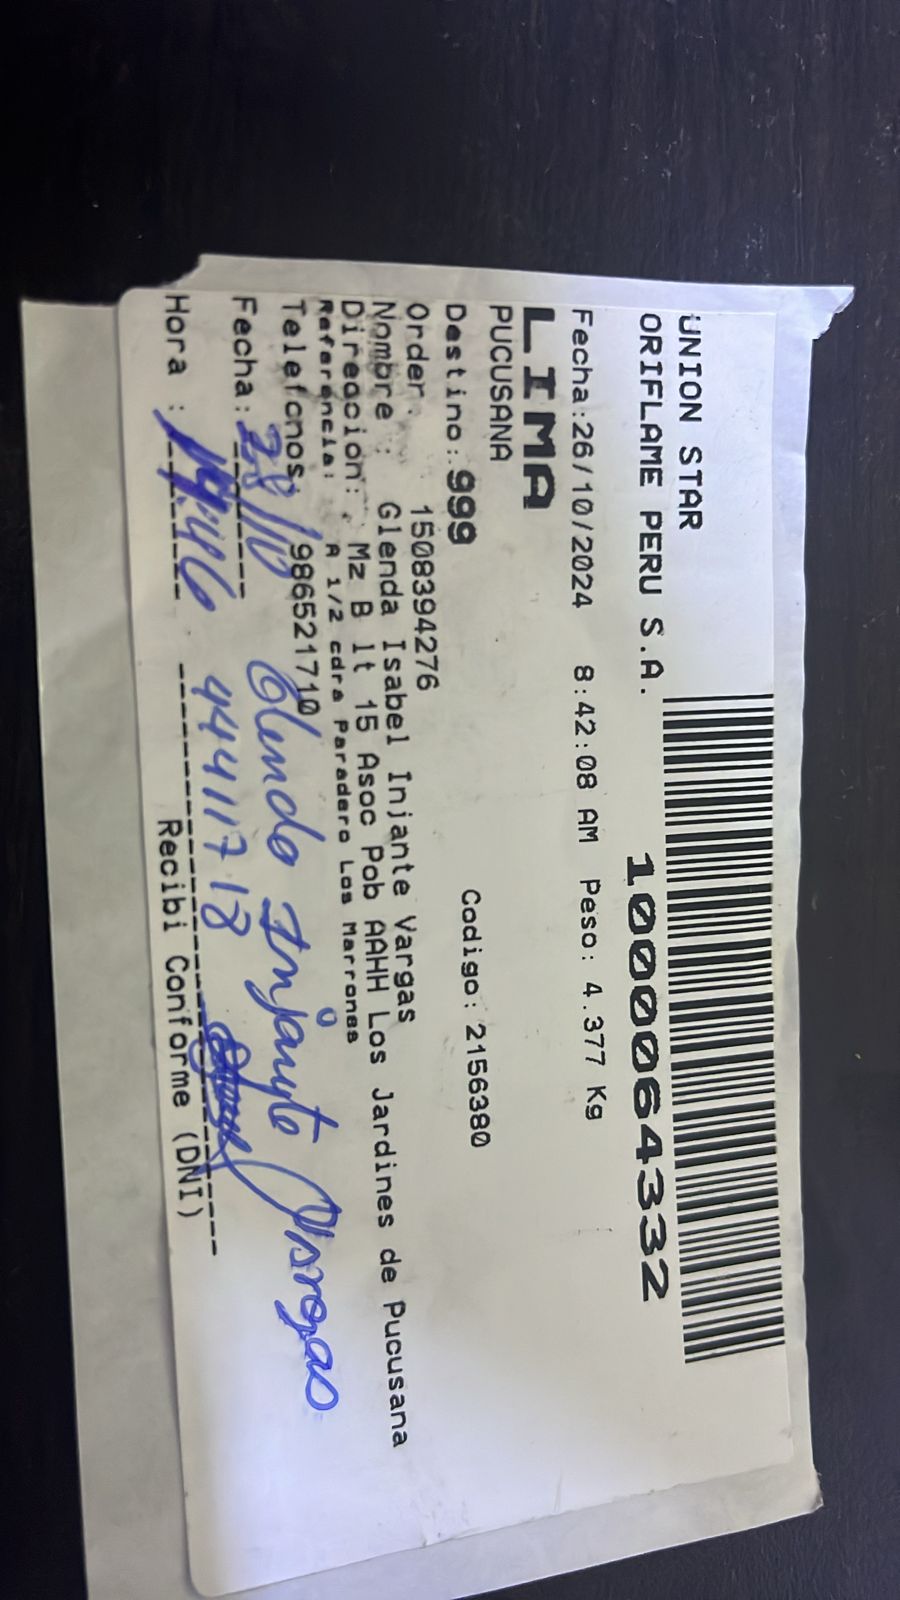 UNION STAR
ORIFLAME PERU S.A.
1000064332
Fecha:26/10/2024 8:42:08 AM Peso: 4.377 Kg
LIMA
PUCUSANA
Destino: 999 Codigo: 2156380
Order. 1508394276
Nombre : Glenda Isabel Injante Vargas
Direccion: Mz B lt 15 Asoc Pob AAHH Los Jardines de Pucusana
Referencia: A 1/2 cdra Paradero Los Marrones
Telefonos: 986521710
Fecha: 28/10 Glenda Injante Vargas
Hora : 44411718
Recibi Conforme (DNI)